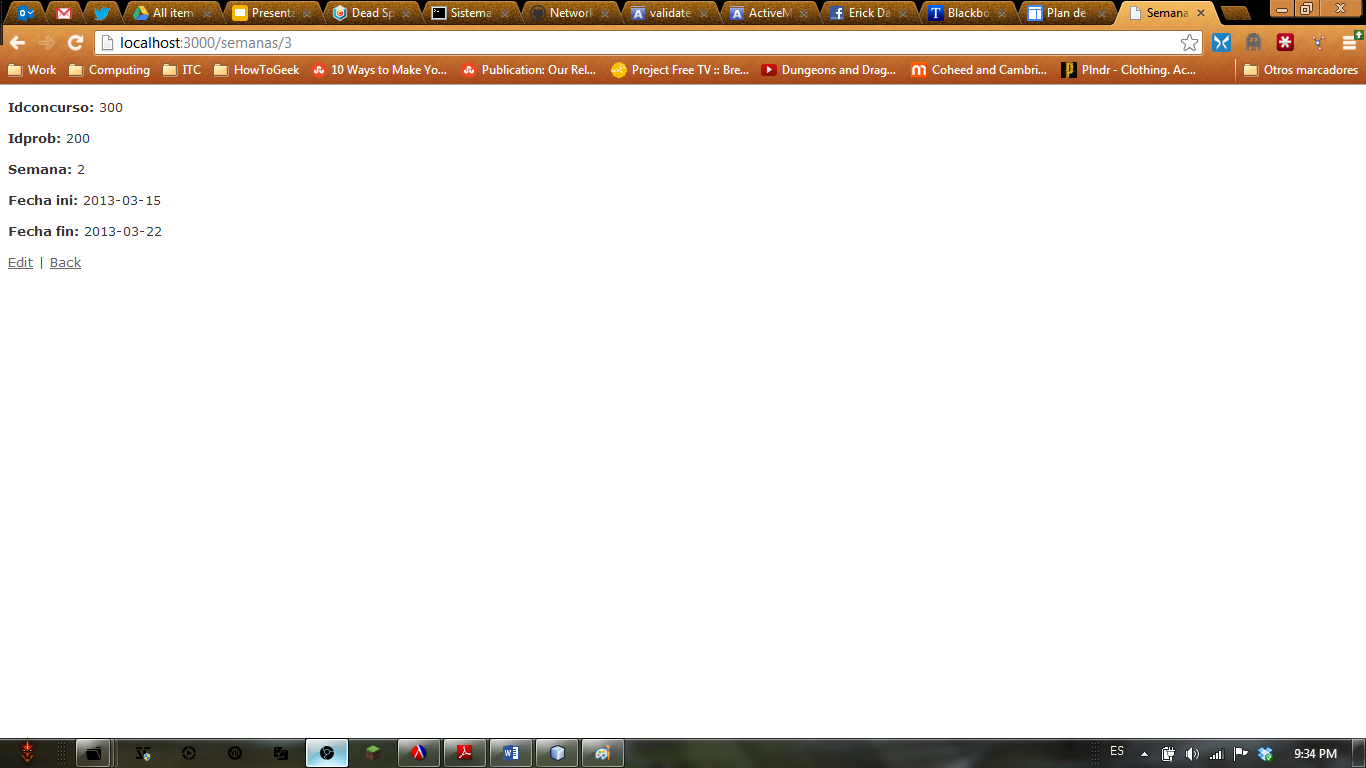 All item Presenta Dead Sp Sistema Network validate ActiveM Erick Da Blackbo Plan de Semana
localhost:3000/semanas/3
Work Computing ITC HowToGeek 10 Ways to Make Yo... Publication: Our Rel... Project Free TV :: Bre... Dungeons and Drag... Coheed and Cambri... Plndr - Clothing. Ac... Otros marcadores
Idconcurso: 300
Idprob: 200
Semana: 2
Fecha ini: 2013-03-15
Fecha fin: 2013-03-22
Edit | Back
ES 9:34 PM